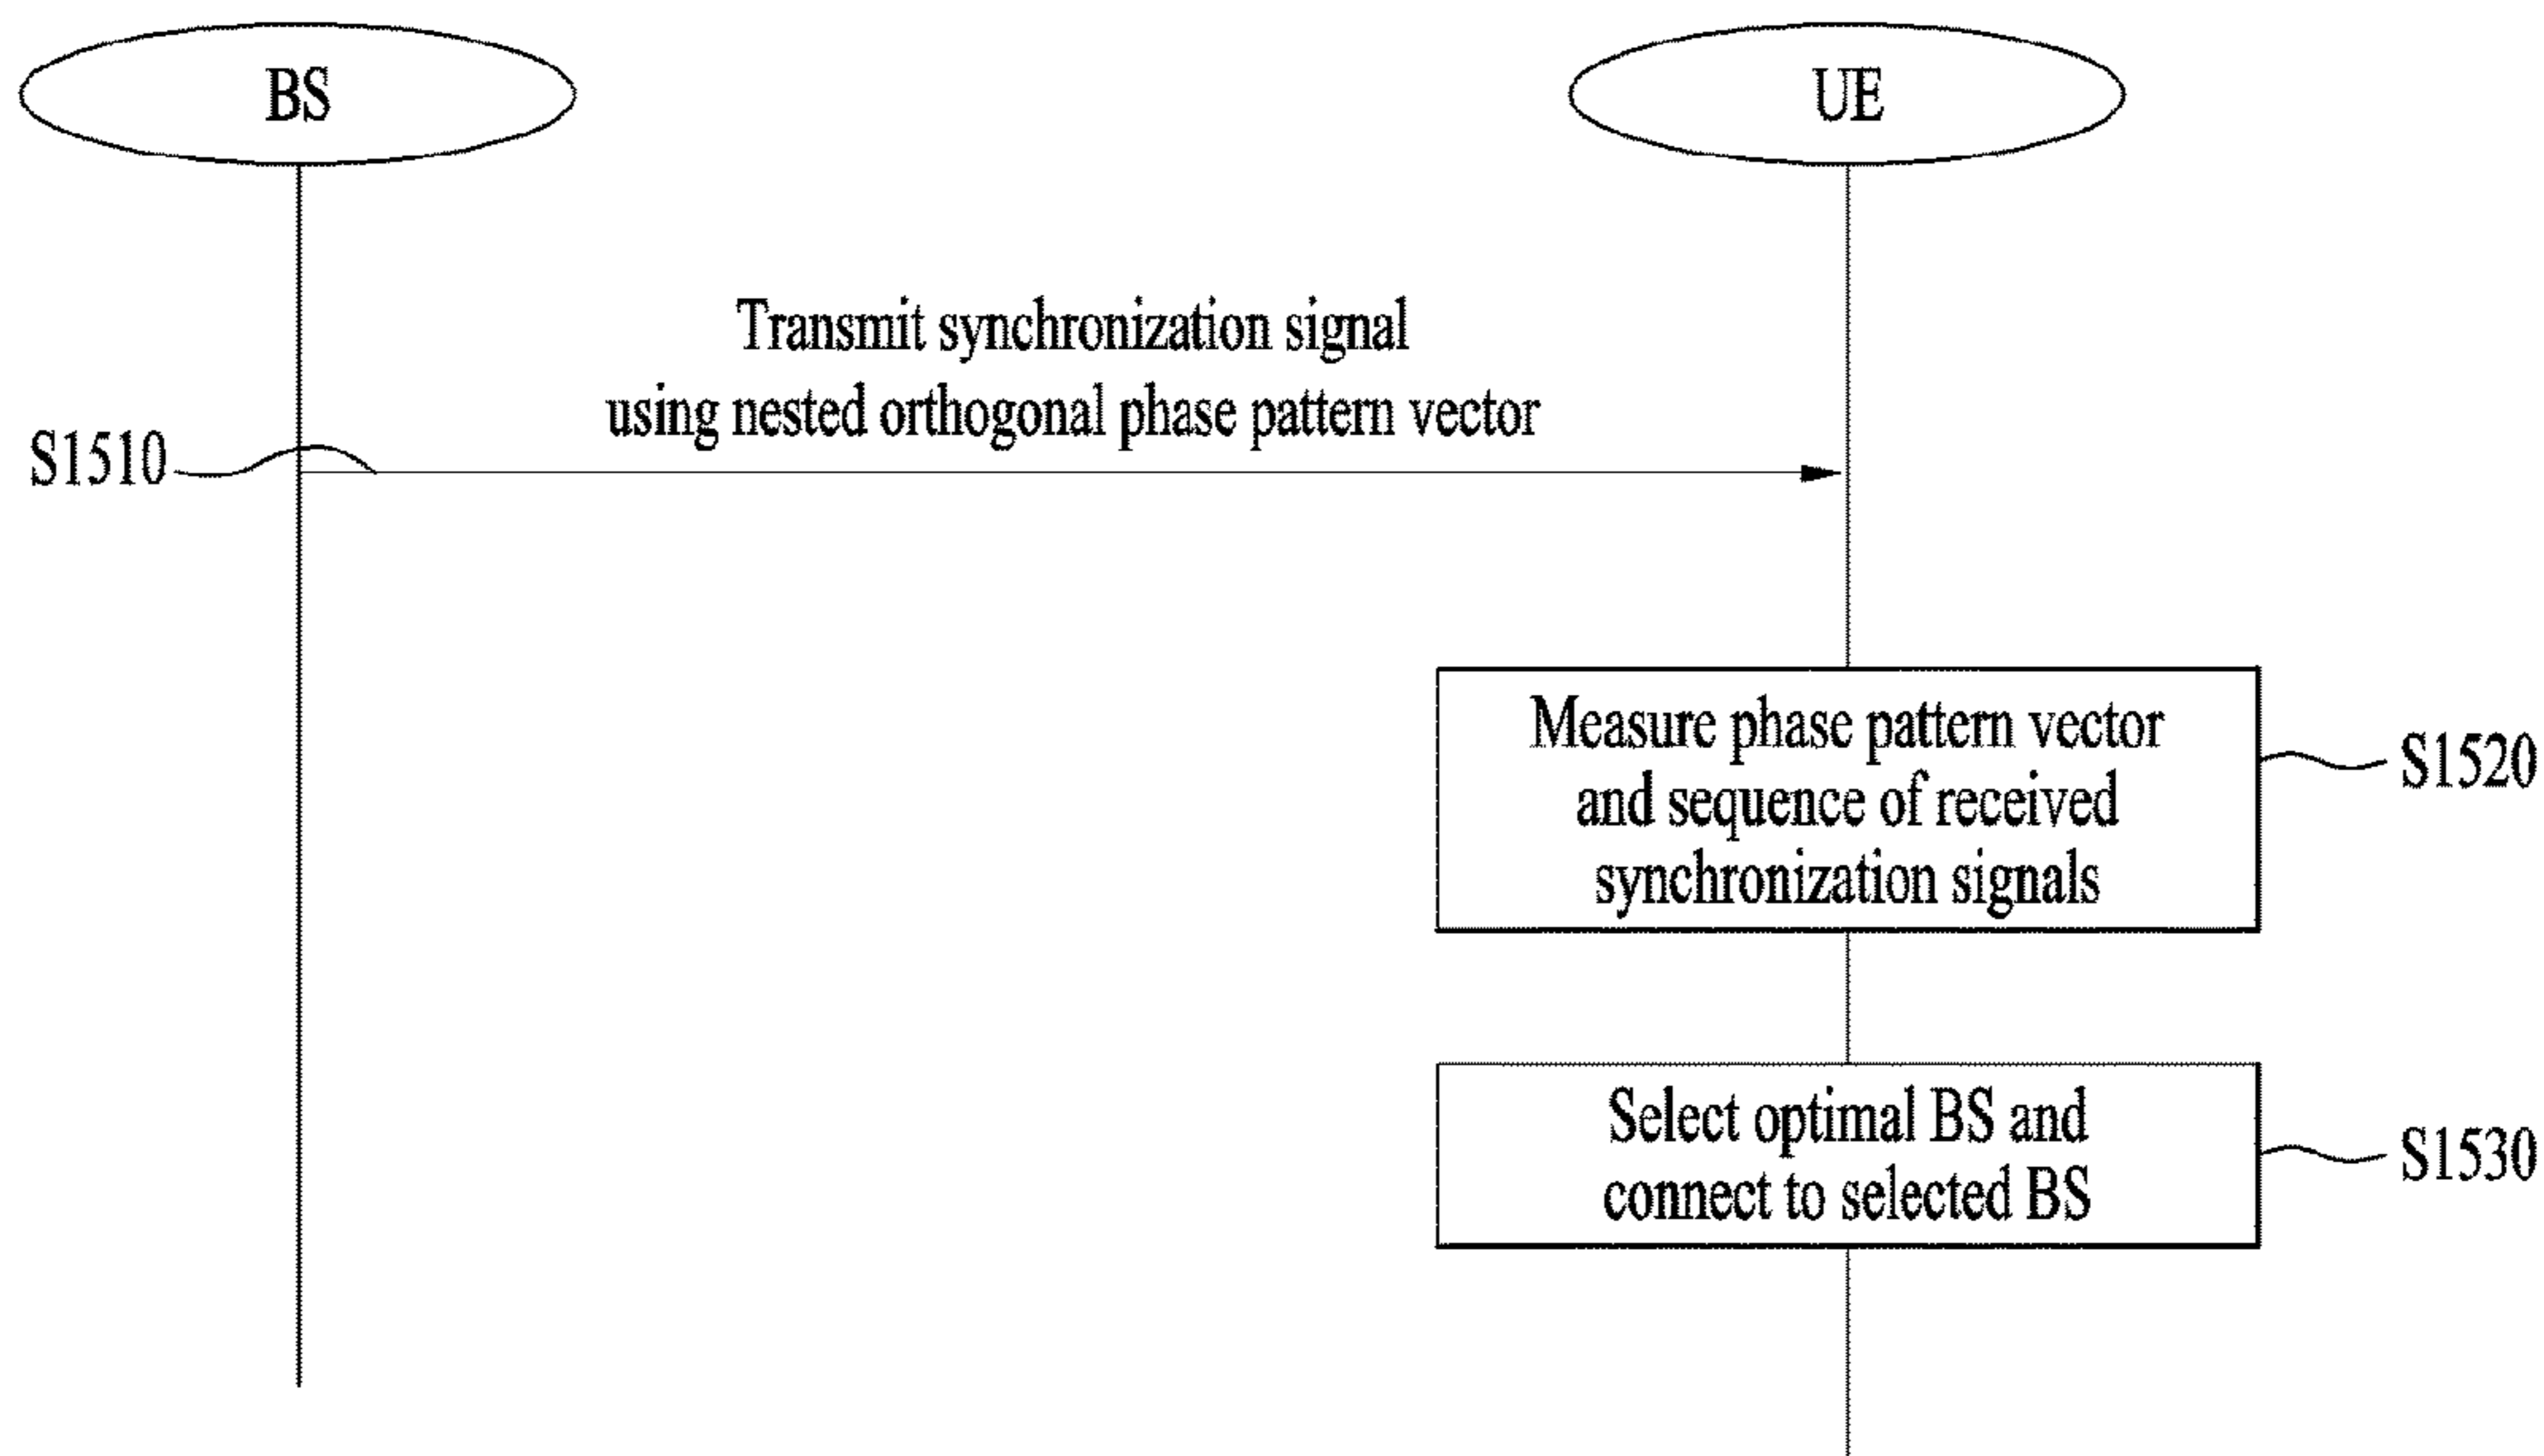 BS
UE
Transmit synchronization signal
using nested orthogonal phase pattern vector
S1510
Measure phase pattern vector
and sequence of received
synchronization signals
S1520
Select optimal BS and
connect to selected BS
S1530